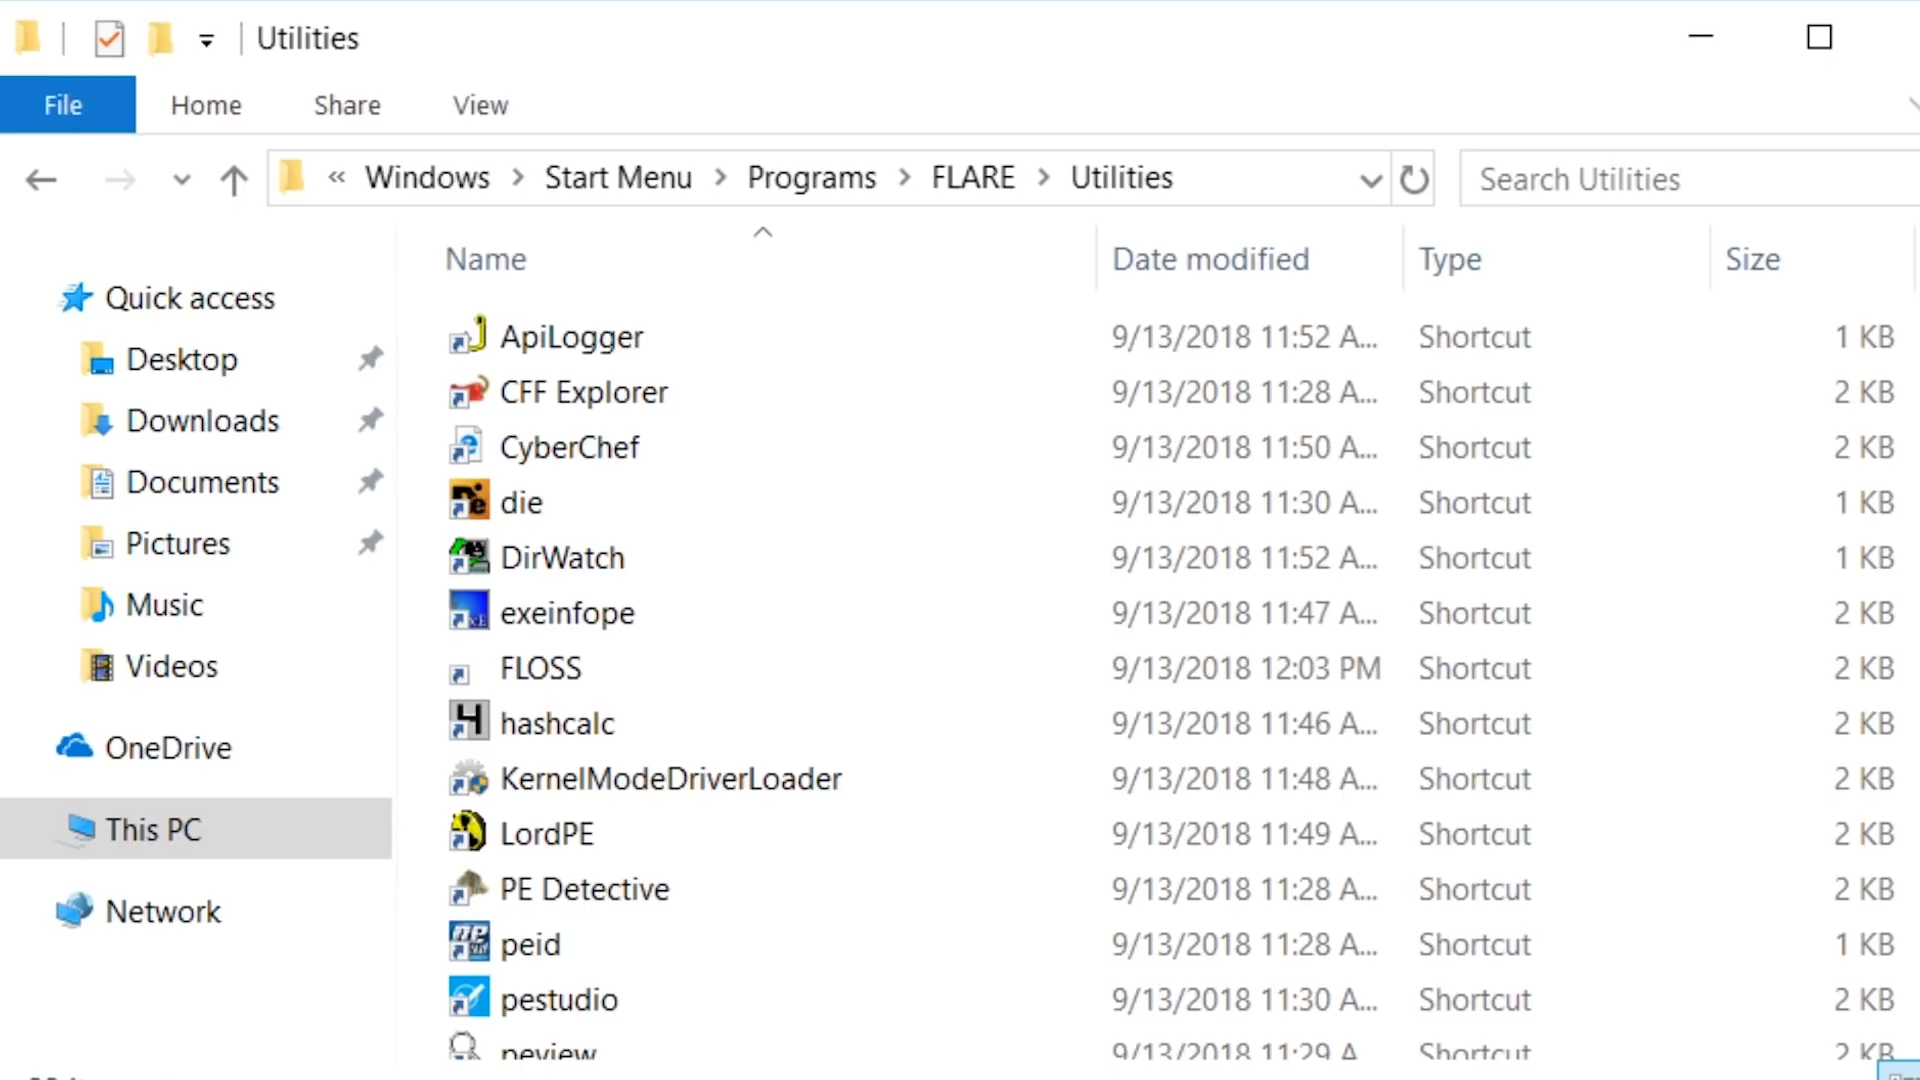 Utilities
File Home Share View
« Windows > Start Menu > Programs > FLARE > Utilities Search Utilities
Name Date modified Type Size
Quick access
Desktop
Downloads
Documents
Pictures
Music
Videos
OneDrive
This PC
Network
ApiLogger 9/13/2018 11:52 A... Shortcut 1 KB
CFF Explorer 9/13/2018 11:28 A... Shortcut 2 KB
CyberChef 9/13/2018 11:50 A... Shortcut 2 KB
die 9/13/2018 11:30 A... Shortcut 1 KB
DirWatch 9/13/2018 11:52 A... Shortcut 1 KB
exeinfope 9/13/2018 11:47 A... Shortcut 2 KB
FLOSS 9/13/2018 12:03 PM Shortcut 2 KB
hashcalc 9/13/2018 11:46 A... Shortcut 2 KB
KernelModeDriverLoader 9/13/2018 11:48 A... Shortcut 2 KB
LordPE 9/13/2018 11:49 A... Shortcut 2 KB
PE Detective 9/13/2018 11:28 A... Shortcut 2 KB
peid 9/13/2018 11:28 A... Shortcut 1 KB
pestudio 9/13/2018 11:30 A... Shortcut 2 KB
peview 9/13/2018 11:29 A Shortcut 2 KB